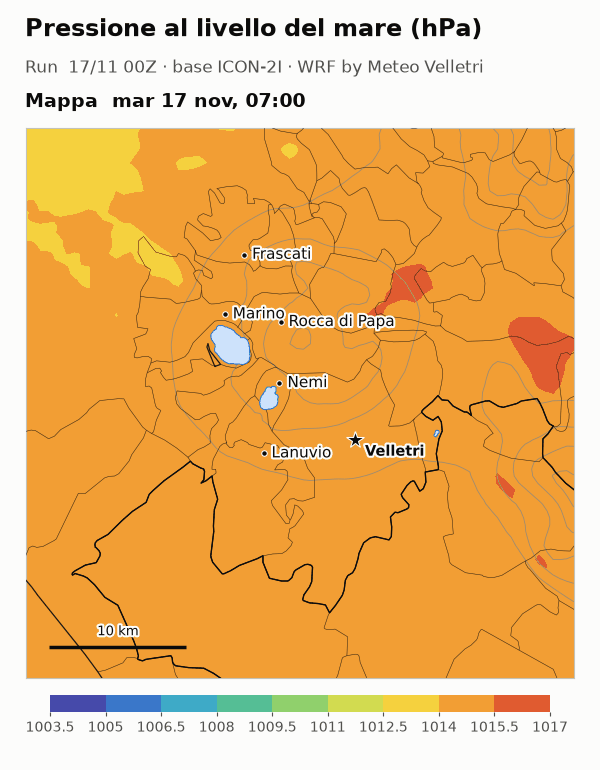 Pressione al livello del mare (hPa)
Run  17/11 00Z · base ICON-2I · WRF by Meteo Velletri
Mappa  mar 17 nov, 07:00
Frascati
Marino
Rocca di Papa
Nemi
Velletri
Lanuvio
10 km
1003.5 1005 1006.5 1008 1009.5 1011 1012.5 1014 1015.5 1017